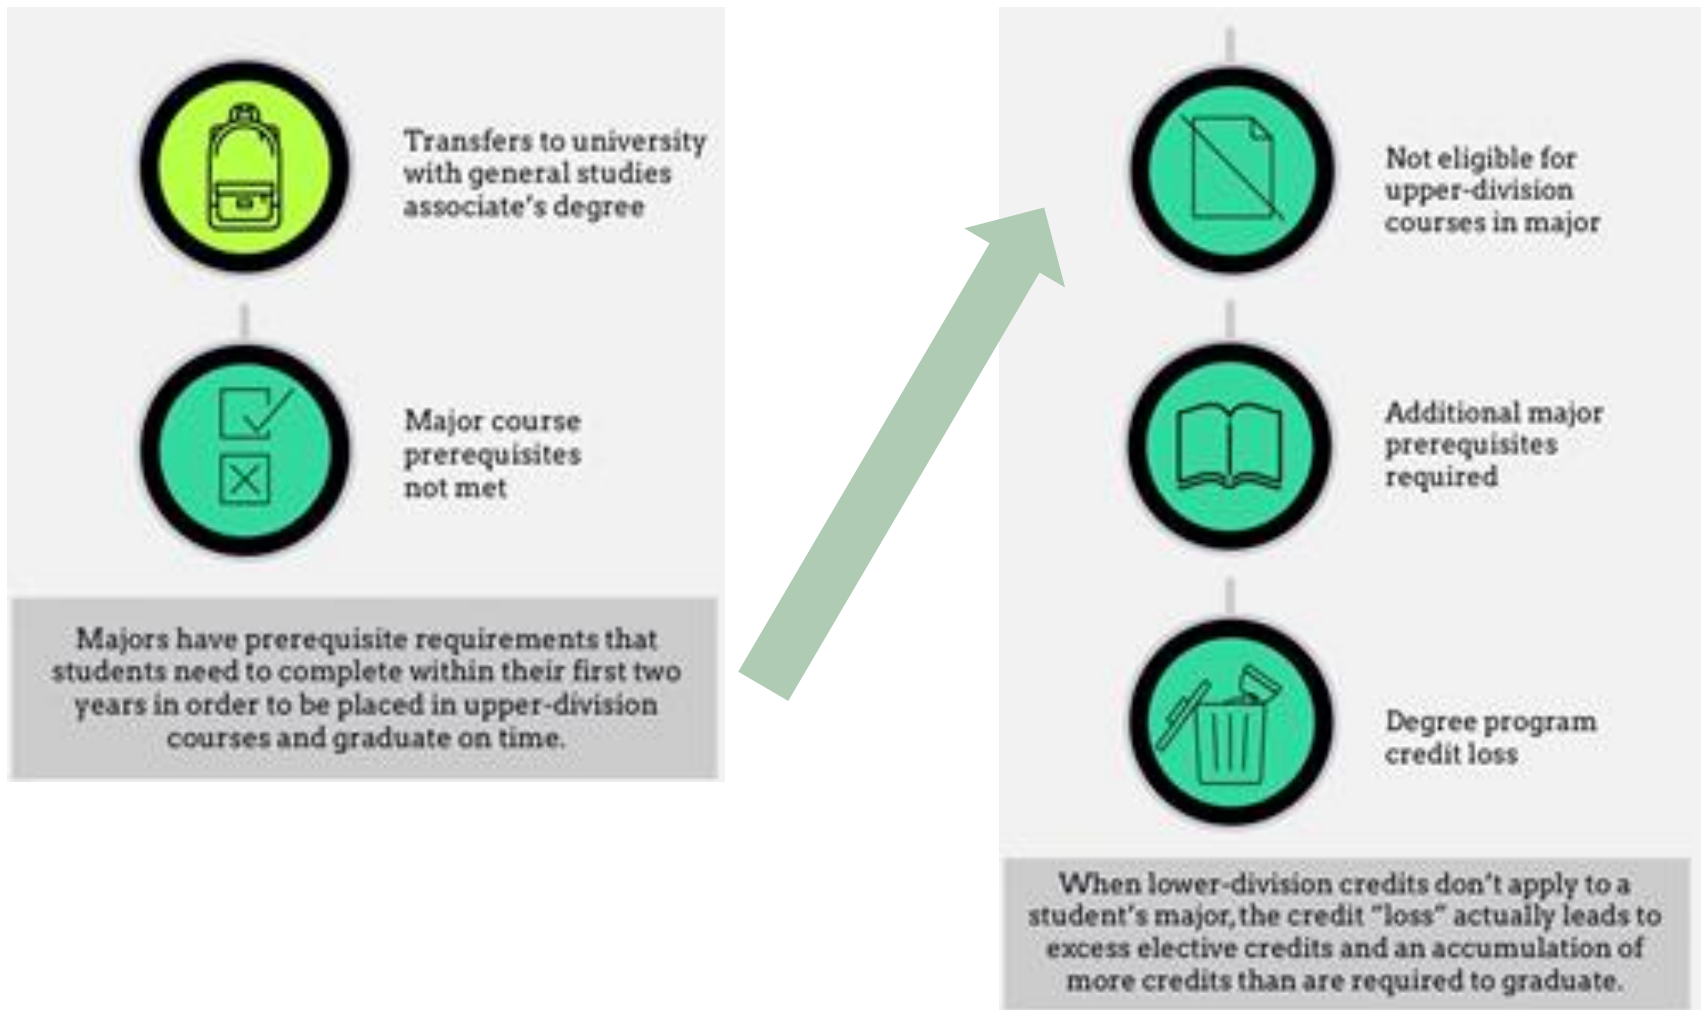 Transfers to university
with general studies
associate's degree
Major course
prerequisites
not met
Majors have prerequisite requirements that
students need to complete within their first two
years in order to be placed in upper-division
courses and graduate on time.
Not eligible for
upper-division
courses in major
Additional major
prerequisites
required
Degree program
credit loss
When lower-division credits don't apply to a
student's major, the credit "loss" actually leads to
excess elective credits and an accumulation of
more credits than are required to graduate.